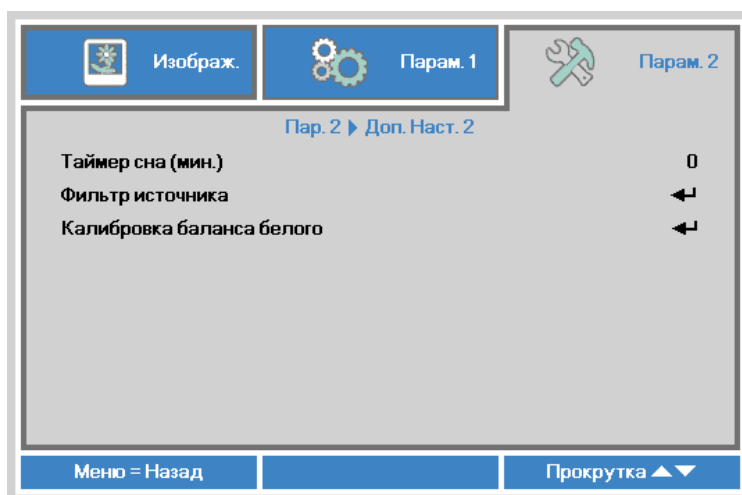 Изображ.
Парам. 1
Парам. 2
Пар. 2 ▶ Доп. Наст. 2
Таймер сна (мин.) 0
Фильтр источника
Калибровка баланса белого
Меню = Назад
Прокрутка ▲▼